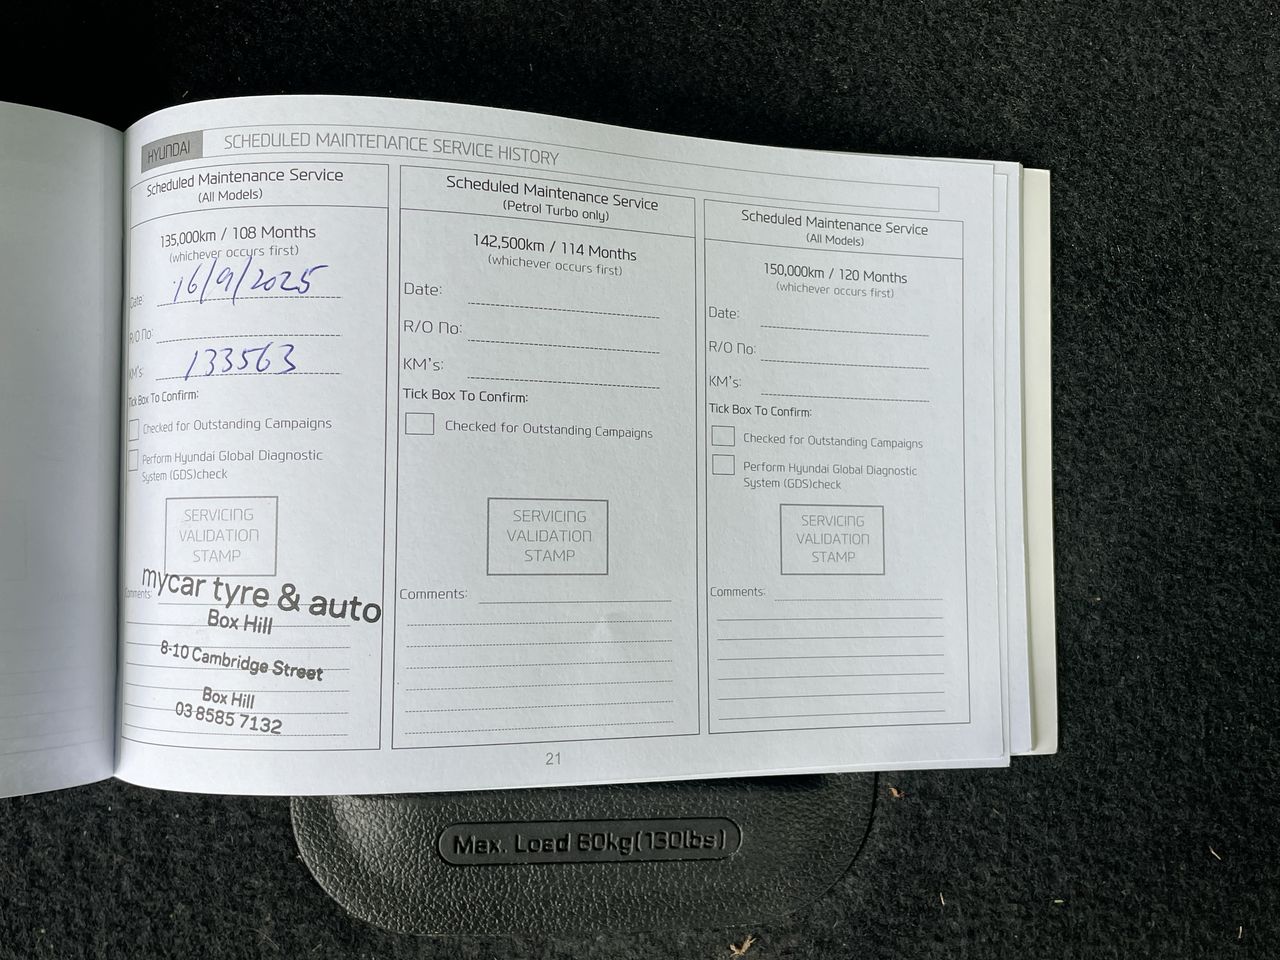 HYUNDAI
SCHEDULED MAINTENANCE SERVICE HISTORY
Scheduled Maintenance Service
(All Models)
135,000km / 108 Months
(whichever occurs first)
Date: 16/9/2025
R/O No:
KM's: 133563
Tick Box To Confirm:
Checked for Outstanding Campaigns
Perform Hyundai Global Diagnostic
System (GDS)check
SERVICING
VALIDATION
STAMP
Comments:
mycar tyre & auto
Box Hill
8-10 Cambridge Street
Box Hill
03 8585 7132
Scheduled Maintenance Service
(Petrol Turbo only)
142,500km / 114 Months
(whichever occurs first)
Date:
R/O No:
KM's:
Tick Box To Confirm:
Checked for Outstanding Campaigns
SERVICING
VALIDATION
STAMP
Comments:
Scheduled Maintenance Service
(All Models)
150,000km / 120 Months
(whichever occurs first)
Date:
R/O No:
KM's:
Tick Box To Confirm:
Checked for Outstanding Campaigns
Perform Hyundai Global Diagnostic
System (GDS)check
SERVICING
VALIDATION
STAMP
Comments:
21
Max. Load 60kg(130lbs)